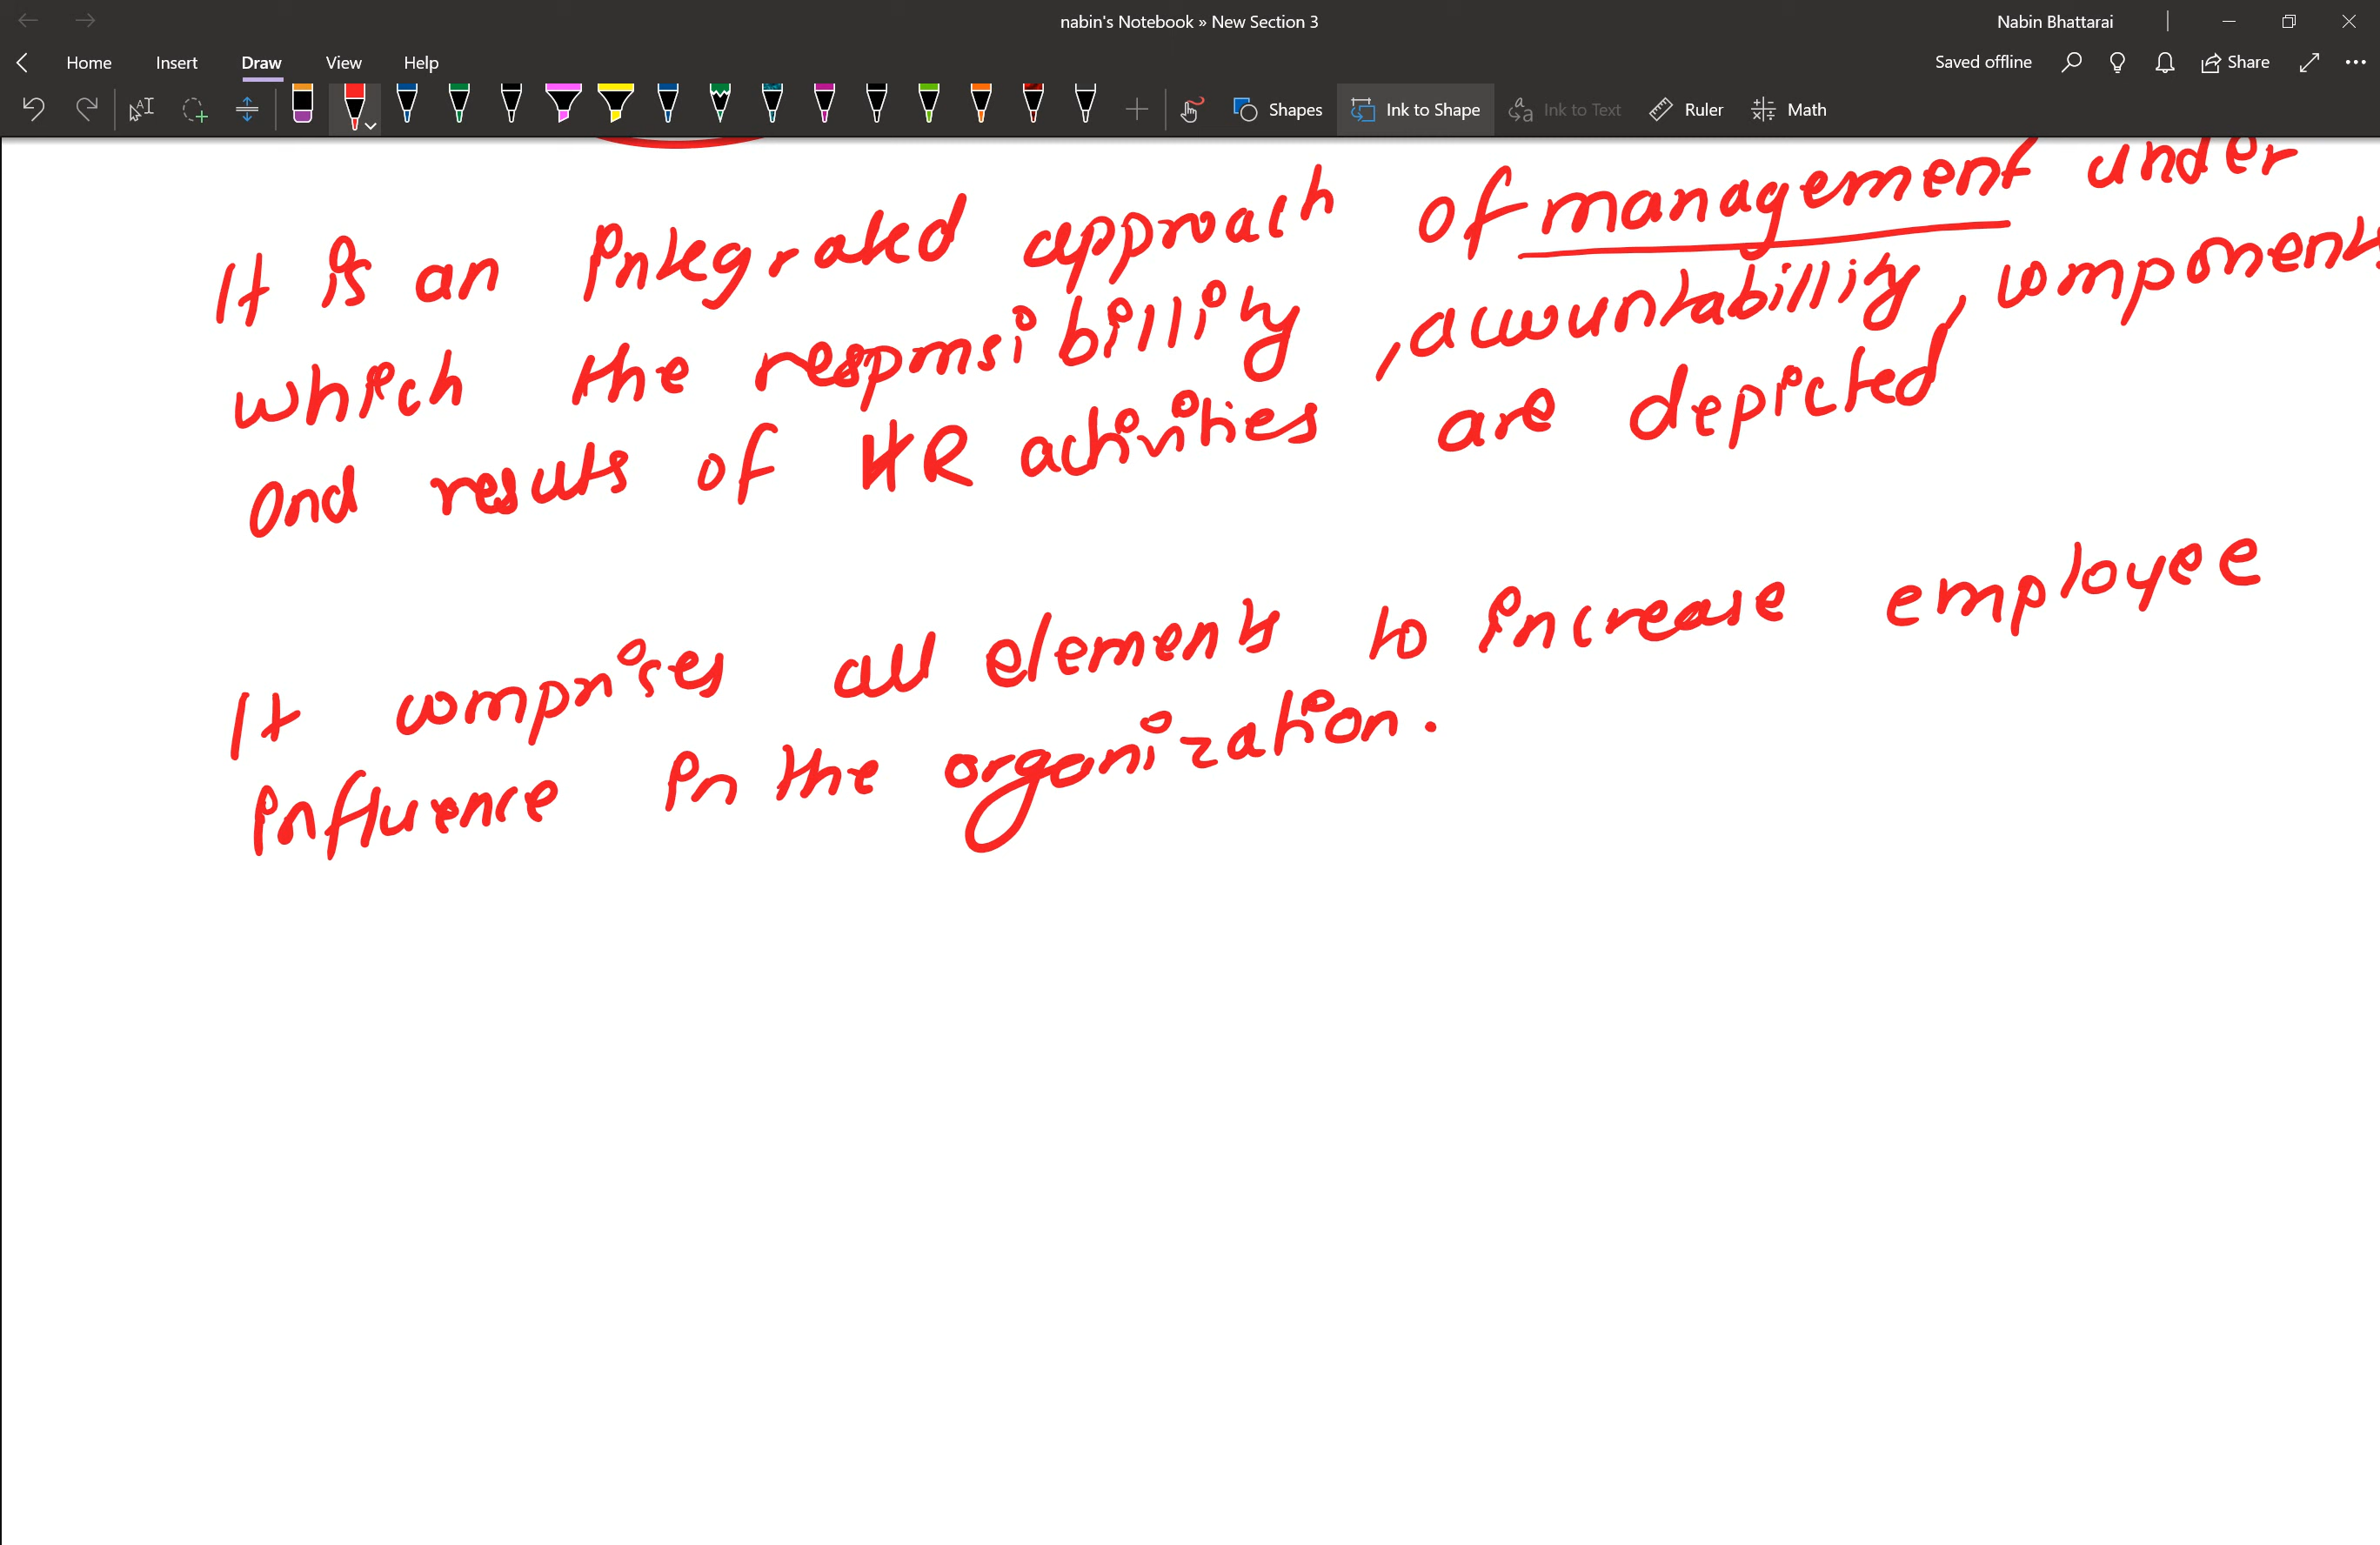 nabin's Notebook » New Section 3
Nabin Bhattarai
Home Insert Draw View Help
Saved offline
Share
Shapes
Ink to Shape
Ink to Text
Ruler
Math
It is an integrated approach of management under
which the responsibillity , accountabillity, components
and results of HR activities are depicted
It comprises all elements to increase employee
influence in the organization.